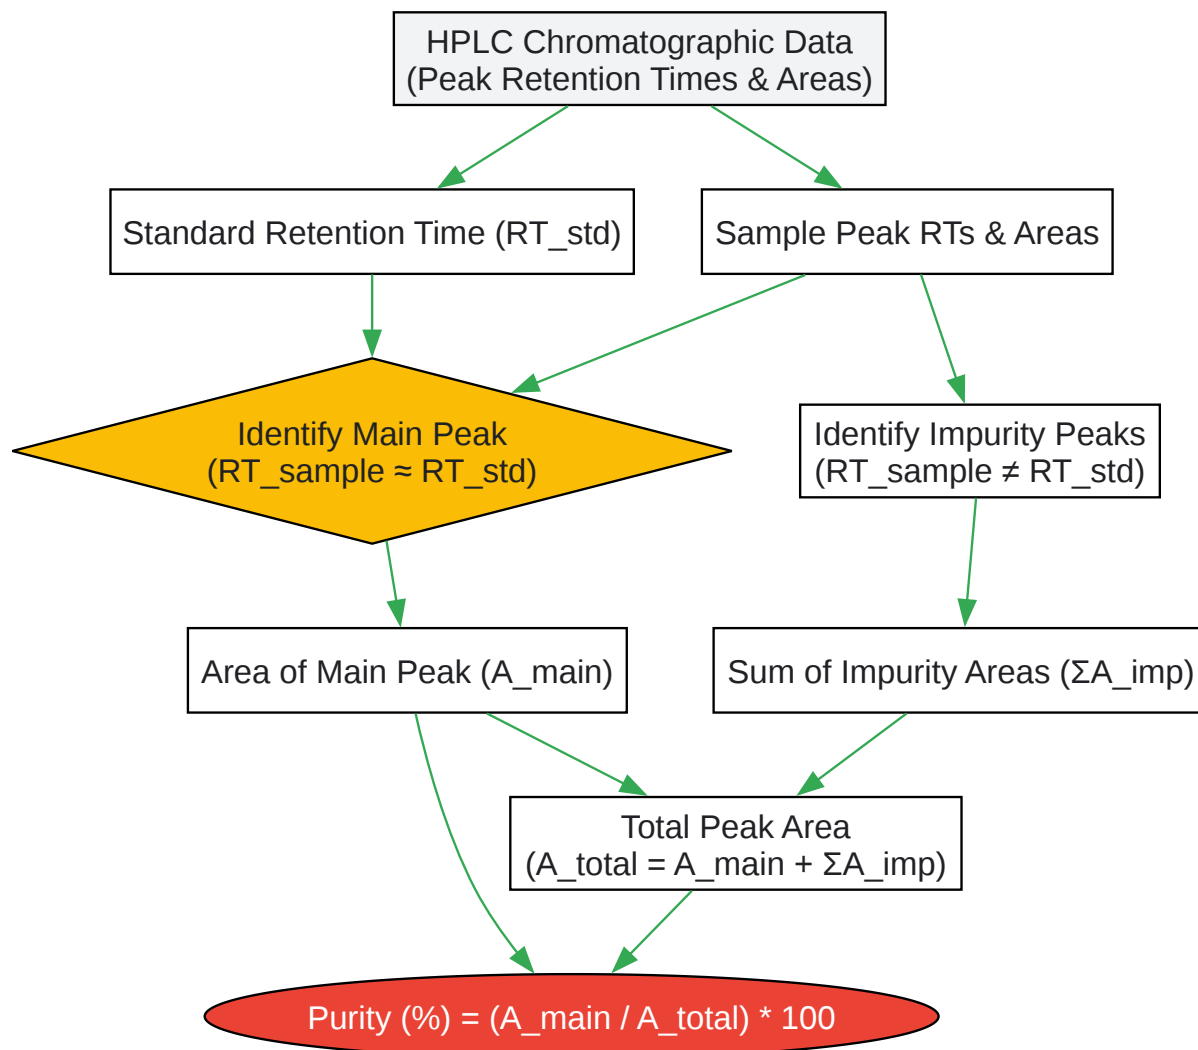 HPLC Chromatographic Data
(Peak Retention Times & Areas)
Standard Retention Time (RT_std)
Sample Peak RTs & Areas
Identify Main Peak
(RT_sample ≈ RT_std)
Identify Impurity Peaks
(RT_sample ≠ RT_std)
Area of Main Peak (A_main)
Sum of Impurity Areas (ΣA_imp)
Total Peak Area
(A_total = A_main + ΣA_imp)
Purity (%) = (A_main / A_total) * 100